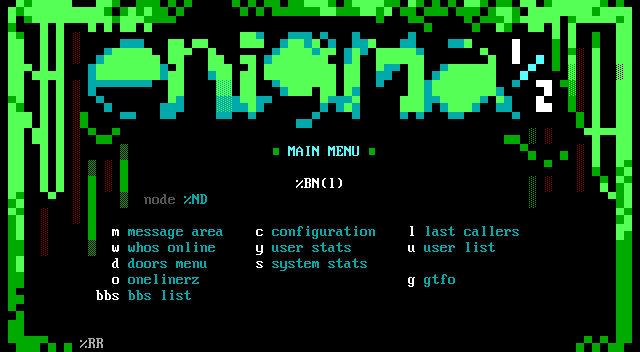 enigma ½
MAIN MENU
%BN(1)
node %ND
m message area c configuration l last callers
w whos online y user stats u user list
d doors menu s system stats
o onelinerz g gtfo
bbs bbs list
%RR